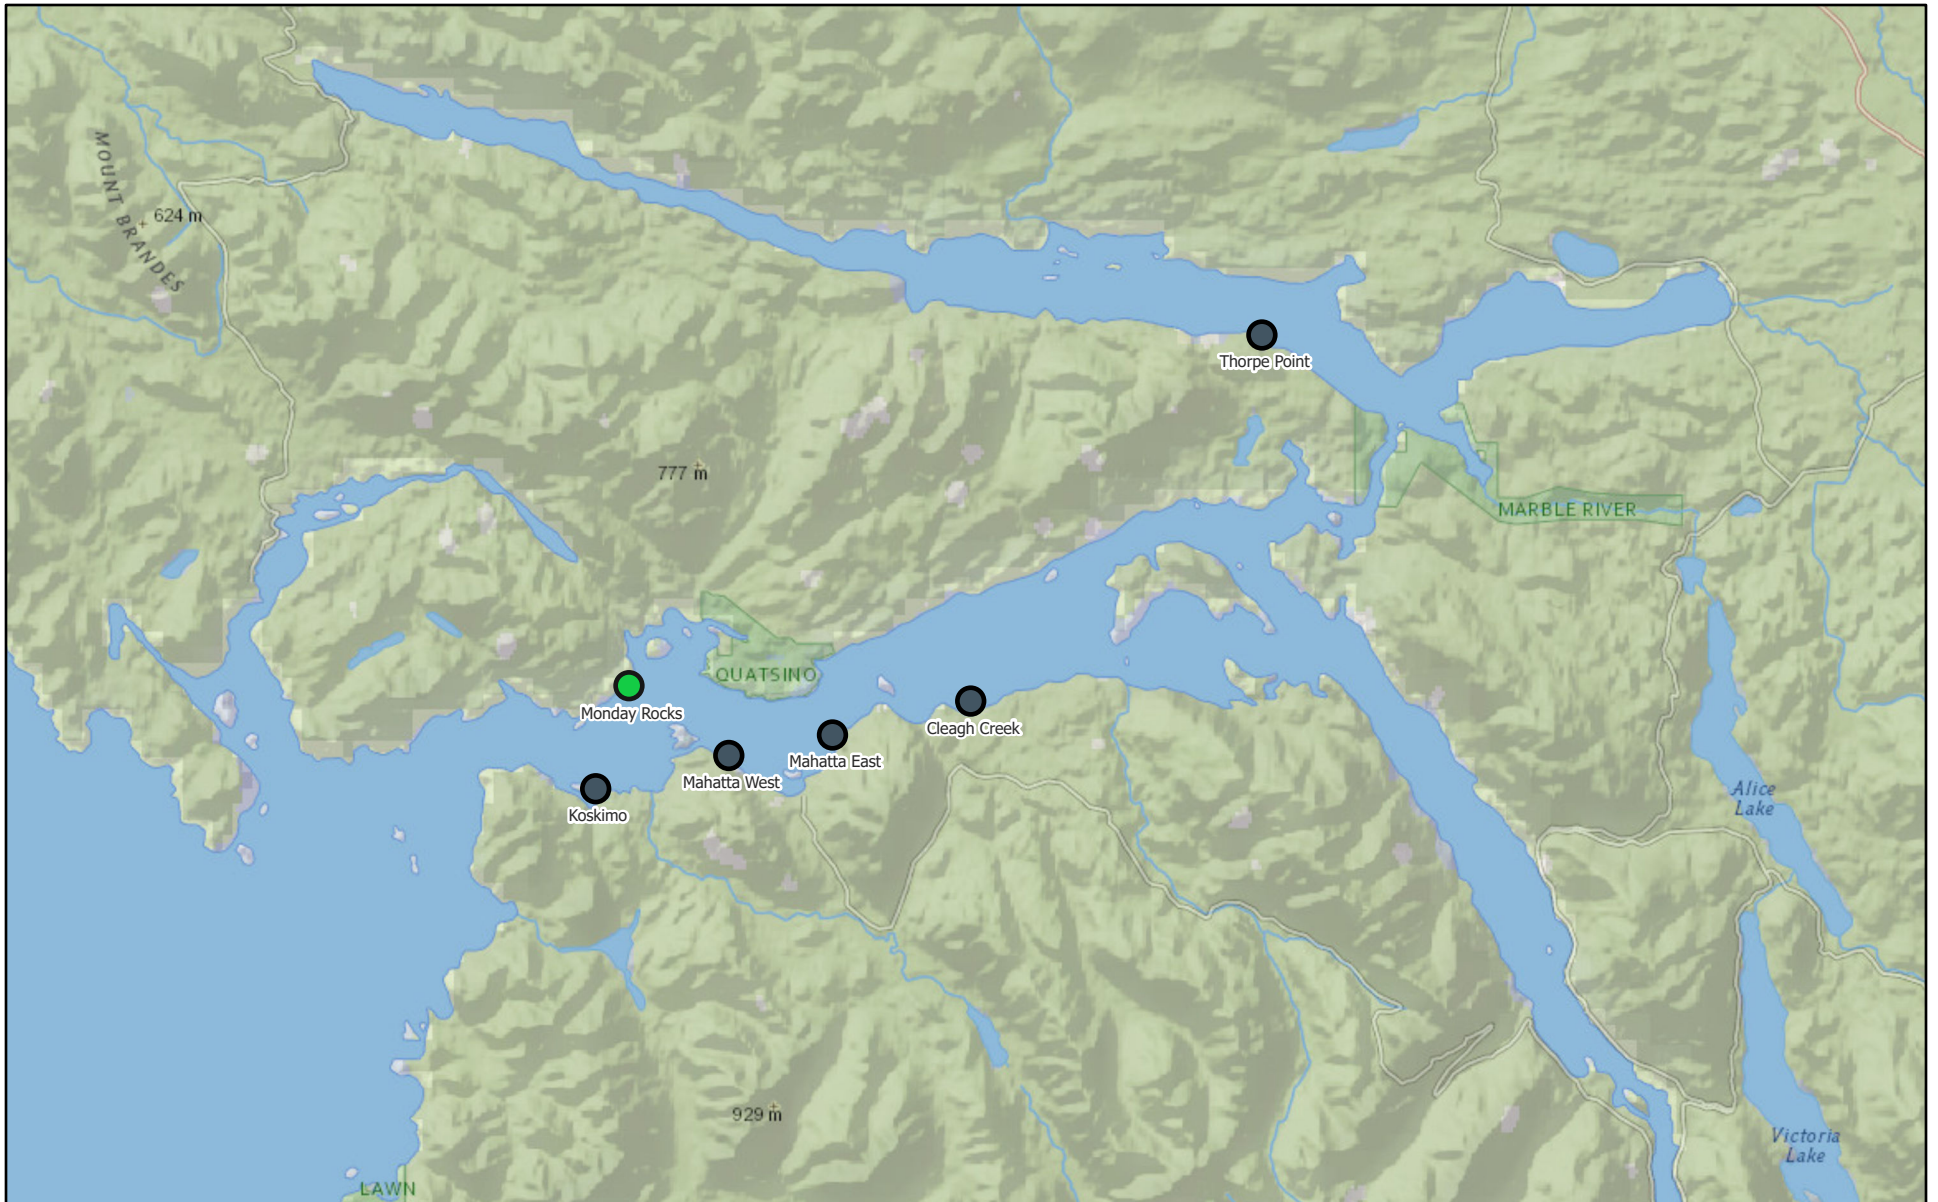 MOUNT BRANDES
624 m
Thorpe Point
777 m
MARBLE RIVER
QUATSINO
Monday Rocks
Cleagh Creek
Mahatta East
Mahatta West
Koskimo
Alice
Lake
929 m
Victoria
Lake
LAWN